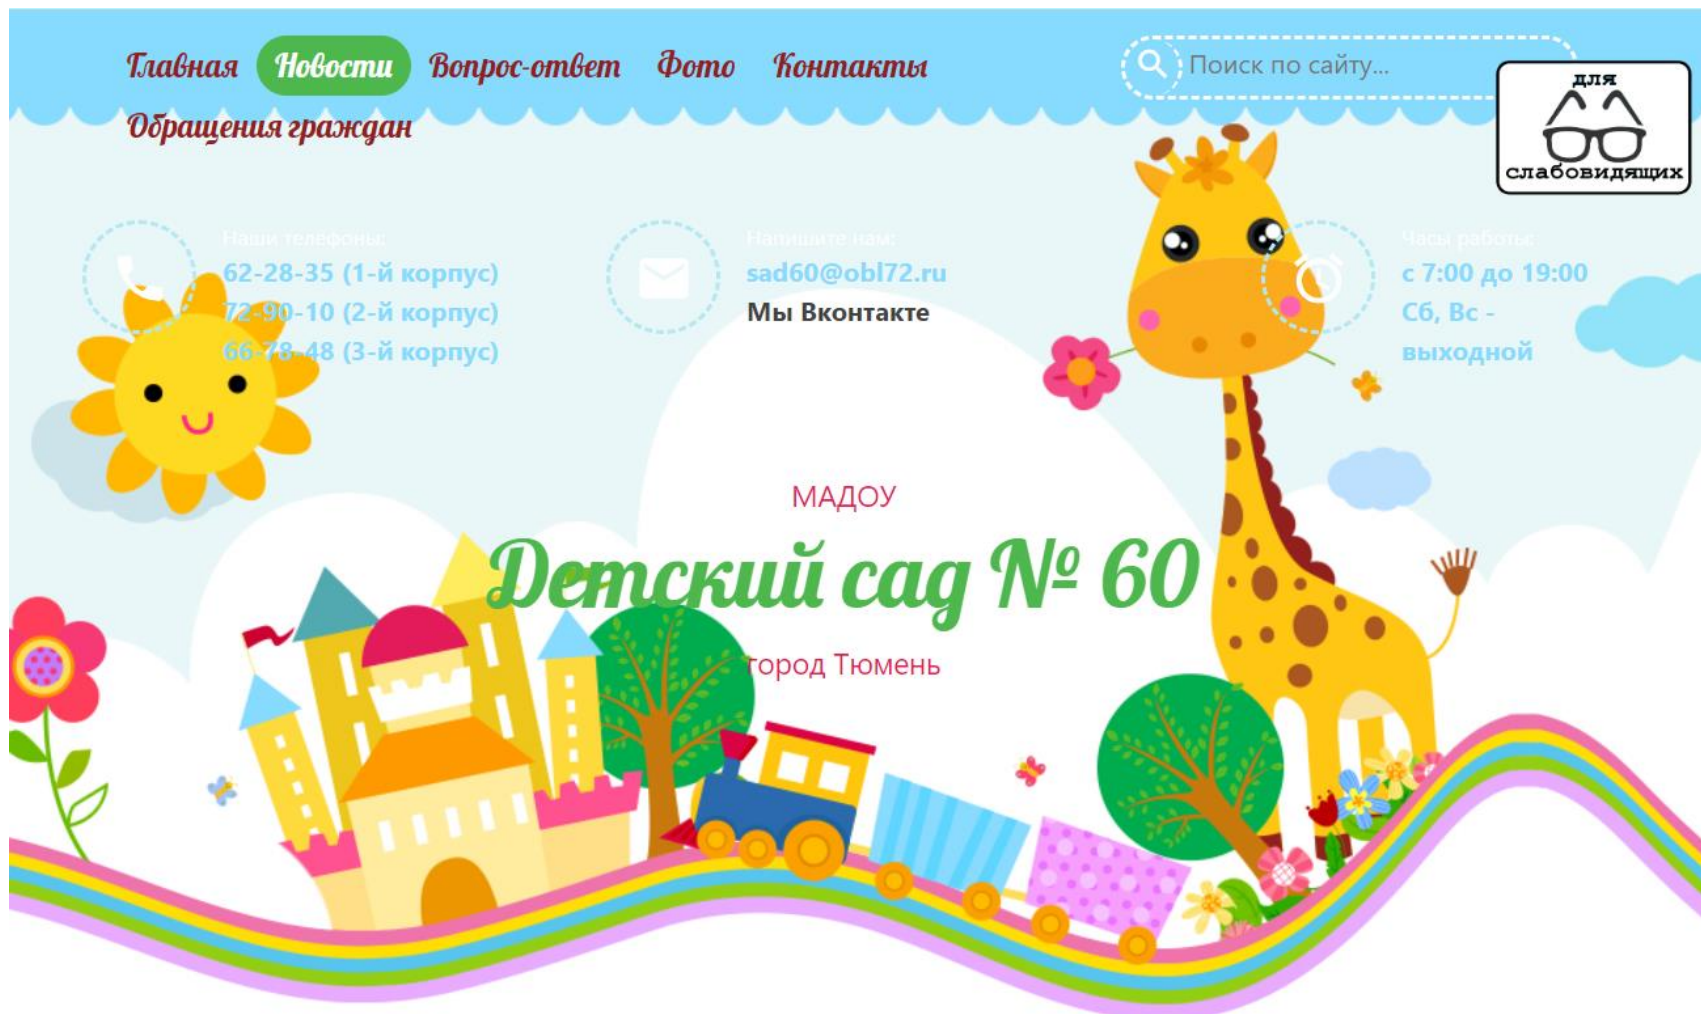 Главная Новости Вопрос-ответ Фото Контакты
Обращения граждан
Поиск по сайту...
для
слабовидящих
Наши телефоны:
62-28-35 (1-й корпус)
72-90-10 (2-й корпус)
66-78-48 (3-й корпус)
Напишите нам:
sad60@obl72.ru
Мы Вконтакте
Часы работы:
с 7:00 до 19:00
Сб, Вс -
выходной
МАДОУ
Детский сад № 60
город Тюмень